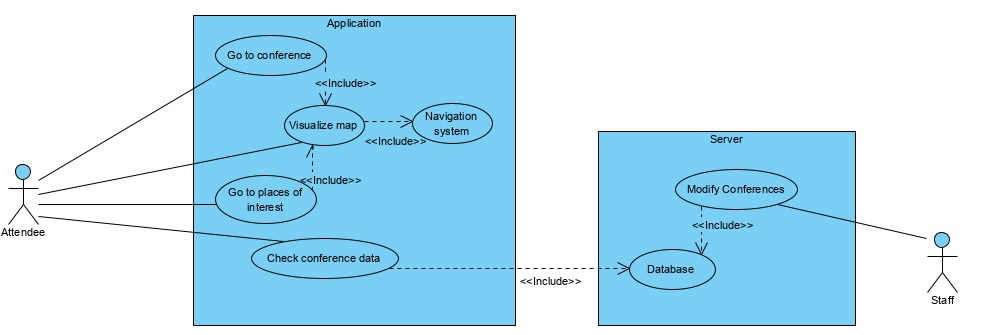 Application
Go to conference
<<Include>>
Visualize map
Navigation
system
<<Include>>
<<Include>>
Go to places of
interest
Attendee
Check conference data
<<Include>>
Server
Modify Conferences
<<Include>>
Database
Staff